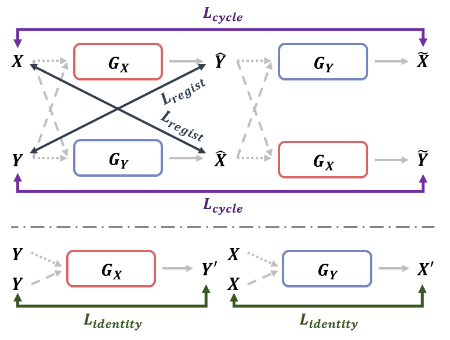 L_cycle
X G_X Ŷ G_Y X̃
L_regist
L_regist
Y G_Y X̂ G_X Ỹ
L_cycle
Y X
Y G_X Y′ X G_Y X′
L_identity L_identity